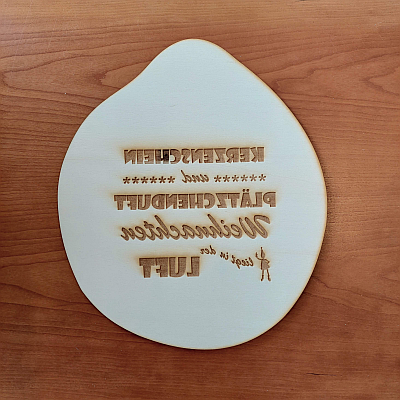 KERZENSCHEIN
****** und ******
PLÄTZCHENDUFT
Weihnachten
liegt in der
LUFT